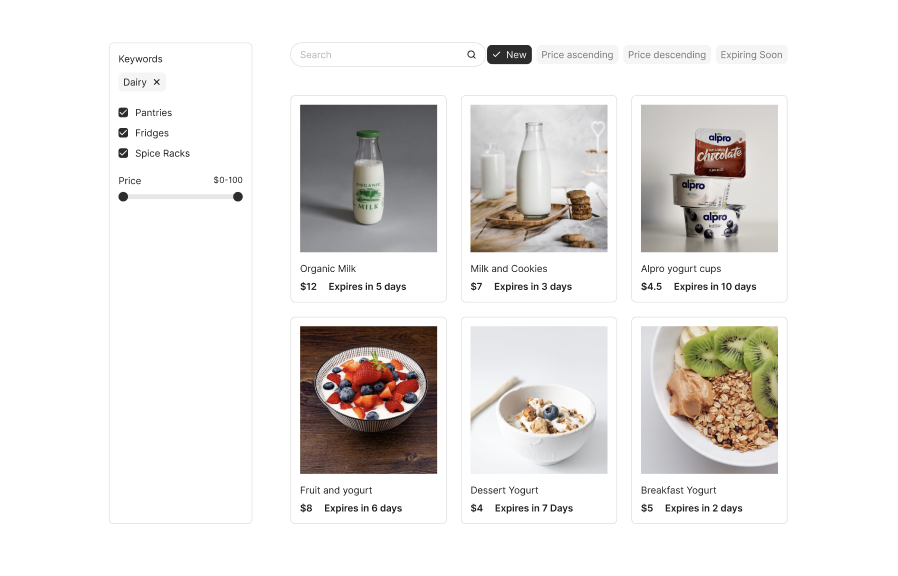 Keywords
Dairy
Pantries
Fridges
Spice Racks
Price $0-100
Search
New
Price ascending
Price descending
Expiring Soon
ORGANIC
MILK
alpro
Chocolate
alpro
alpro
Organic Milk
$12 Expires in 5 days
Milk and Cookies
$7 Expires in 3 days
Alpro yogurt cups
$4.5 Expires in 10 days
Fruit and yogurt
$8 Expires in 6 days
Dessert Yogurt
$4 Expires in 7 Days
Breakfast Yogurt
$5 Expires in 2 days